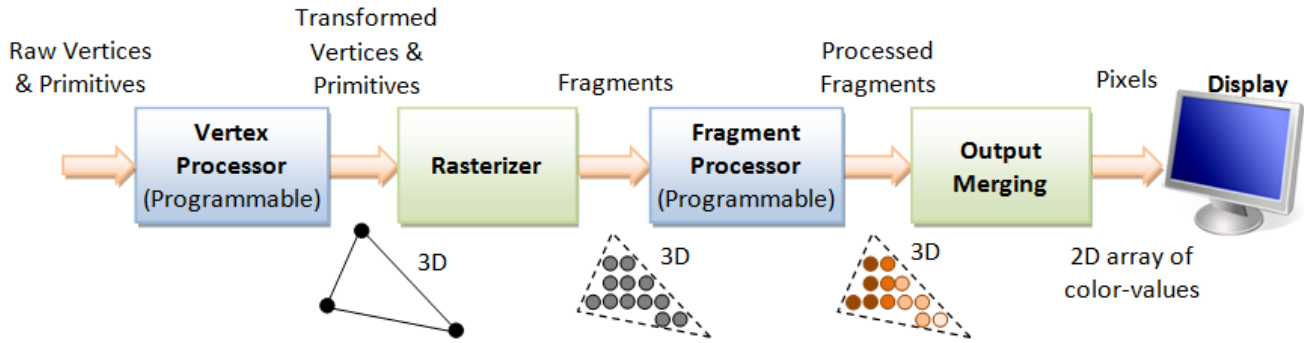 Raw Vertices
& Primitives
Transformed
Vertices &
Primitives
Fragments
Processed
Fragments
Pixels
Display
Vertex
Processor
(Programmable)
Rasterizer
Fragment
Processor
(Programmable)
Output
Merging
3D
3D
3D
2D array of
color-values